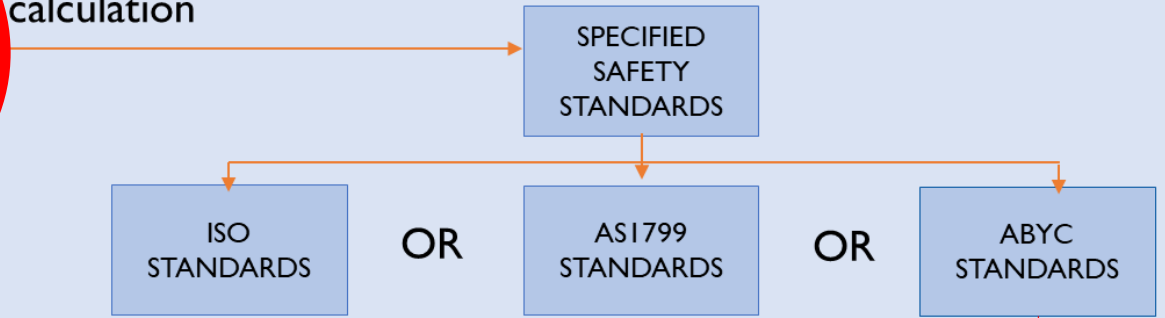 calculation
SPECIFIED
SAFETY
STANDARDS
ISO
STANDARDS
OR
AS1799
STANDARDS
OR
ABYC
STANDARDS